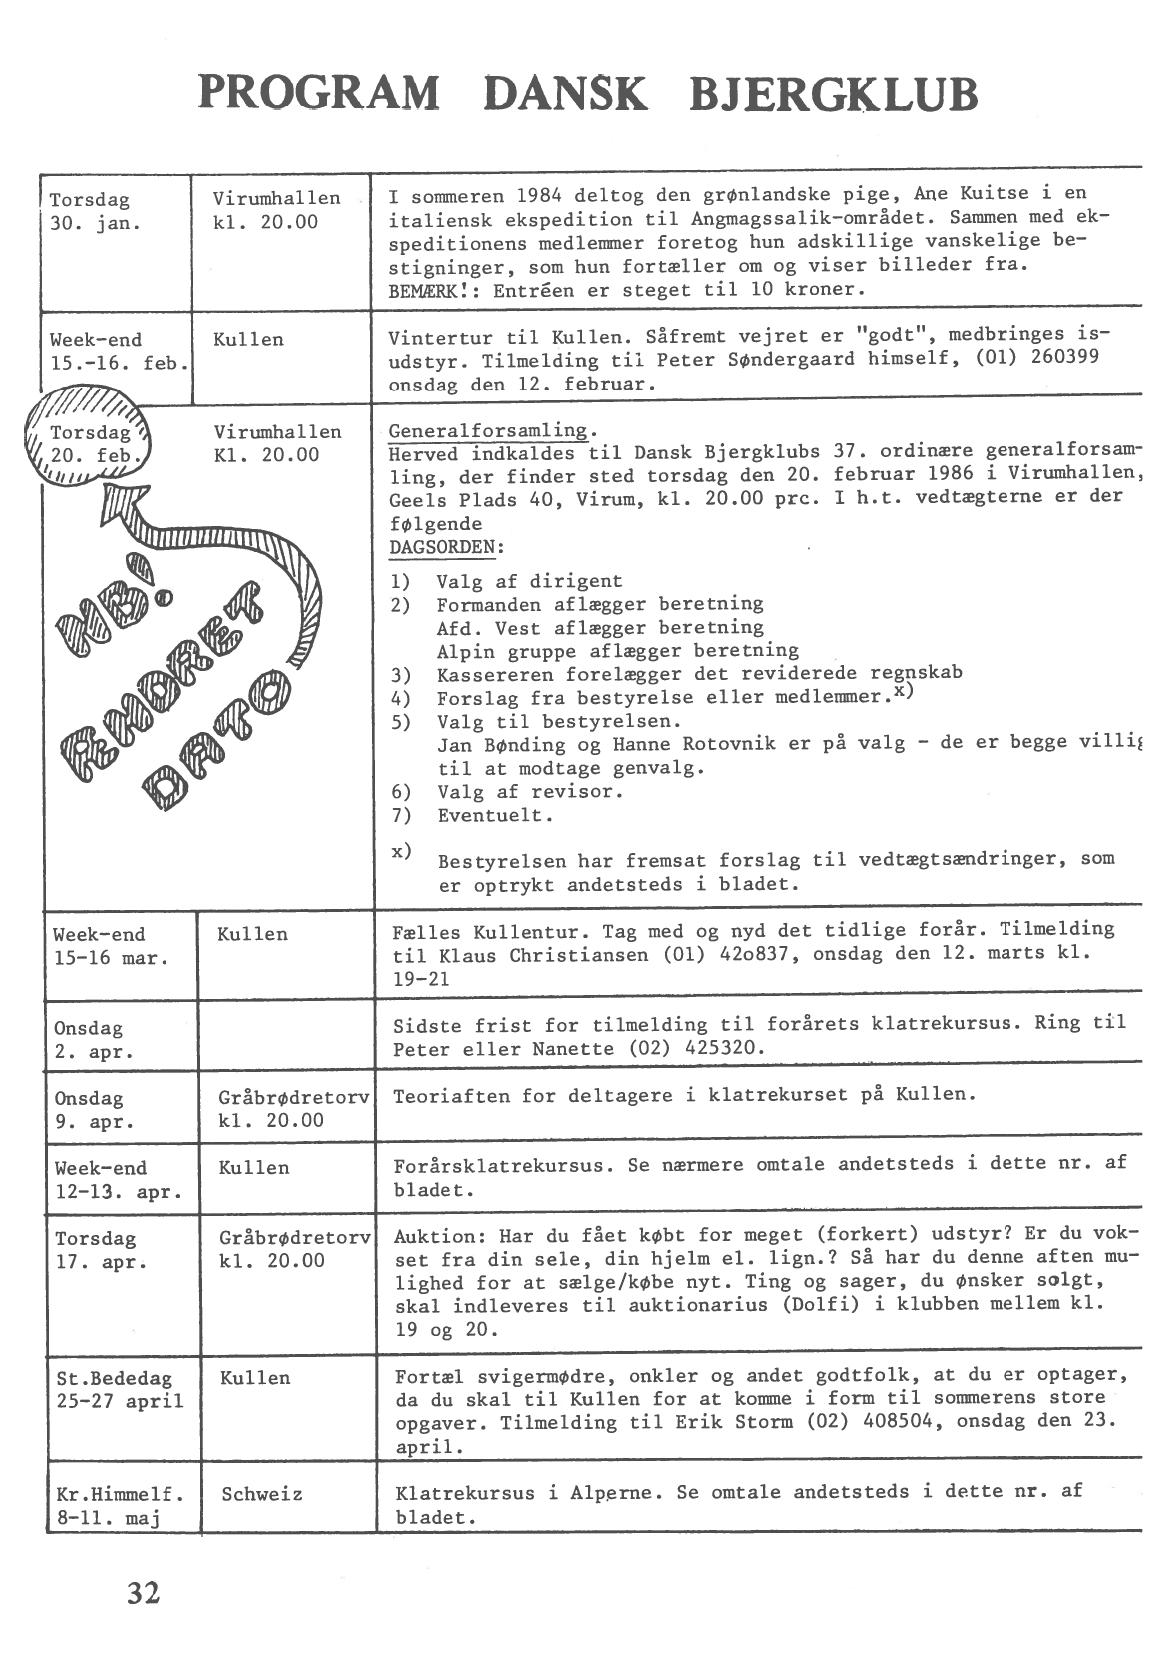 PROGRAM DANSK BJERGKLUB
Torsdag
30. jan.
Virumhallen
kl. 20.00
I sommeren 1984 deltog den grønlandske pige, Ane Kuitse i en
italiensk ekspedition til Angmagssalik-området. Sammen med ek-
speditionens medlemmer foretog hun adskillige vanskelige be-
stigninger, som hun fortæller om og viser billeder fra.
BEMÆRK!: Entréen er steget til 10 kroner.
Week-end
15.-16. feb.
Kullen
Vintertur til Kullen. Såfremt vejret er "godt", medbringes is-
udstyr. Tilmelding til Peter Søndergaard himself, (01) 260399
onsdag den 12. februar.
Torsdag
20. feb.
Virumhallen
Kl. 20.00
NB!
ÆNDRET
DATO
Generalforsamling.
Herved indkaldes til Dansk Bjergklubs 37. ordinære generalforsam-
ling, der finder sted torsdag den 20. februar 1986 i Virumhallen,
Geels Plads 40, Virum, kl. 20.00 prc. I h.t. vedtægterne er der
følgende
DAGSORDEN:
1) Valg af dirigent
2) Formanden aflægger beretning
Afd. Vest aflægger beretning
Alpin gruppe aflægger beretning
3) Kassereren forelægger det reviderede regnskab
4) Forslag fra bestyrelse eller medlemmer.x)
5) Valg til bestyrelsen.
Jan Bønding og Hanne Rotovnik er på valg - de er begge villig
til at modtage genvalg.
6) Valg af revisor.
7) Eventuelt.
x) Bestyrelsen har fremsat forslag til vedtægtsændringer, som
er optrykt andetsteds i bladet.
Week-end
15-16 mar.
Kullen
Fælles Kullentur. Tag med og nyd det tidlige forår. Tilmelding
til Klaus Christiansen (01) 42o837, onsdag den 12. marts kl.
19-21
Onsdag
2. apr.
Sidste frist for tilmelding til forårets klatrekursus. Ring til
Peter eller Nanette (02) 425320.
Onsdag
9. apr.
Gråbrødretorv
kl. 20.00
Teoriaften for deltagere i klatrekurset på Kullen.
Week-end
12-13. apr.
Kullen
Forårsklatrekursus. Se nærmere omtale andetsteds i dette nr. af
bladet.
Torsdag
17. apr.
Gråbrødretorv
kl. 20.00
Auktion: Har du fået købt for meget (forkert) udstyr? Er du vok-
set fra din sele, din hjelm el. lign.? Så har du denne aften mu-
lighed for at sælge/købe nyt. Ting og sager, du ønsker solgt,
skal indleveres til auktionarius (Dolfi) i klubben mellem kl.
19 og 20.
St.Bededag
25-27 april
Kullen
Fortæl svigermødre, onkler og andet godtfolk, at du er optager,
da du skal til Kullen for at komme i form til sommerens store
opgaver. Tilmelding til Erik Storm (02) 408504, onsdag den 23.
april.
Kr.Himmelf.
8-11. maj
Schweiz
Klatrekursus i Alperne. Se omtale andetsteds i dette nr. af
bladet.
32